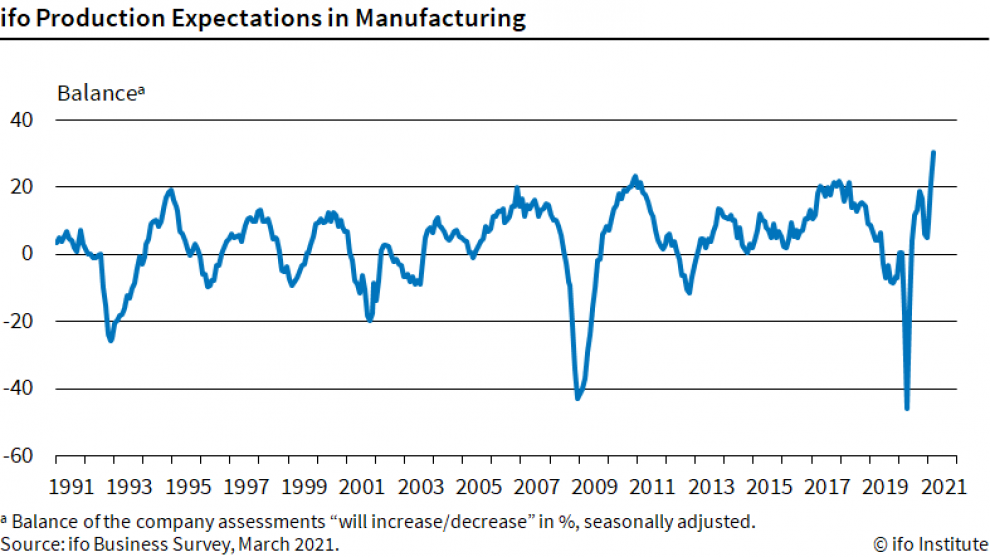 ifo Production Expectations in Manufacturing
Balanceᵃ
40
20
0
-20
-40
-60
1991 1993 1995 1997 1999 2001 2003 2005 2007 2009 2011 2013 2015 2017 2019 2021
ᵃ Balance of the company assessments “will increase/decrease” in %, seasonally adjusted.
Source: ifo Business Survey, March 2021. © ifo Institute